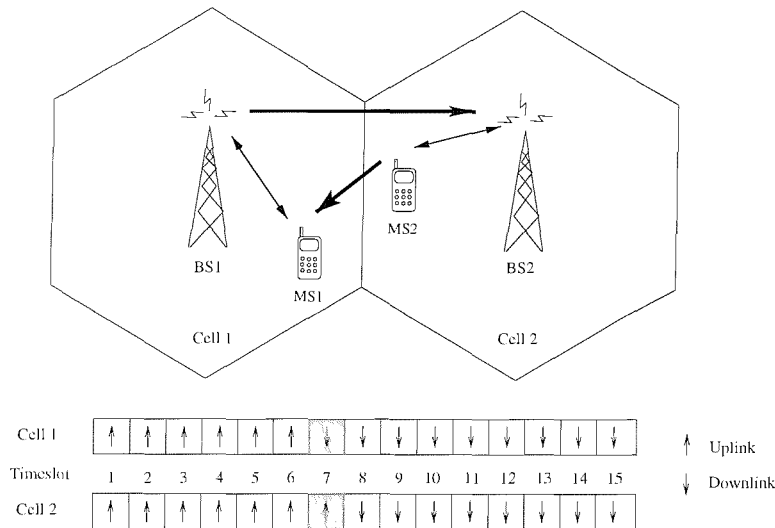 BS1
MS1
MS2
BS2
Cell 1
Cell 2
Cell 1
Timeslot 1 2 3 4 5 6 7 8 9 10 11 12 13 14 15
Cell 2
Uplink
Downlink